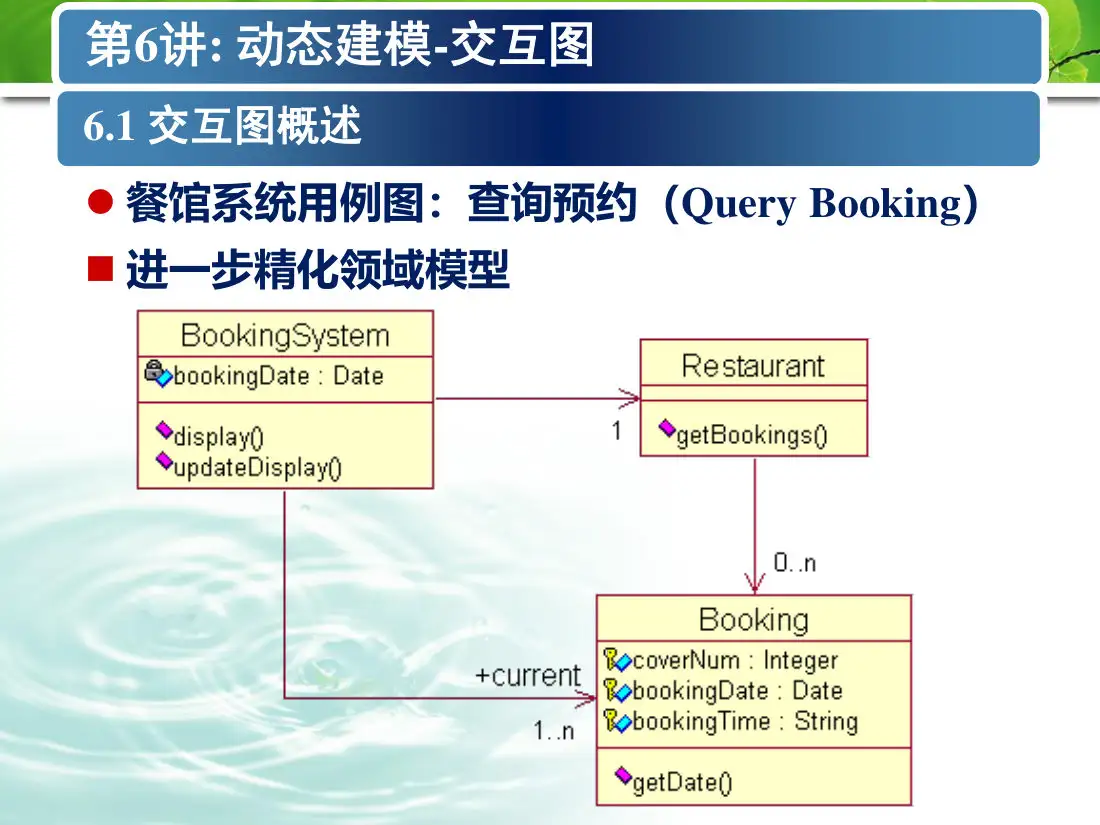 第6讲: 动态建模-交互图
6.1 交互图概述
餐馆系统用例图：查询预约（Query Booking）
进一步精化领域模型
BookingSystem
bookingDate : Date
display()
updateDisplay()
1
Restaurant
getBookings()
0..n
+current
1..n
Booking
coverNum : Integer
bookingDate : Date
bookingTime : String
getDate()